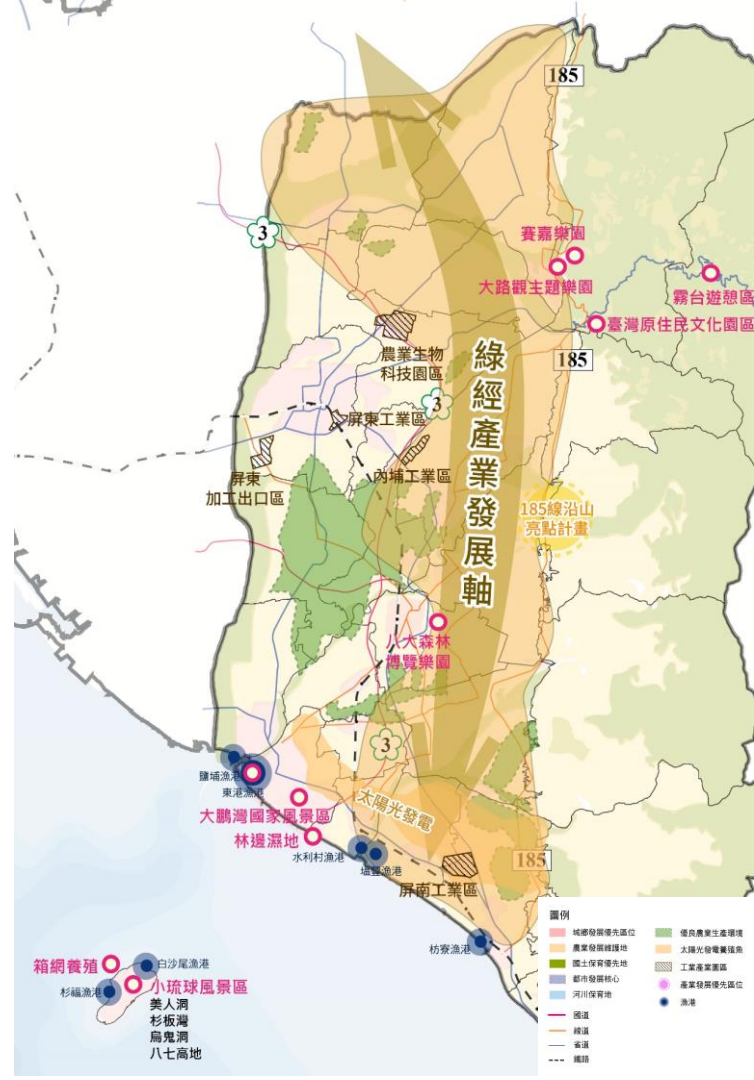 185
3
賽嘉樂園
大路觀主題樂園
霧台遊憩區
臺灣原住民文化園區
185
農業生物
科技園區
3
屏東工業區
綠經產業發展軸
屏東
加工出口區
內埔工業區
185線沿山
亮點計畫
八大森林
博覽樂園
3
鹽埔漁港
東港漁港
太陽光發電
大鵬灣國家風景區
林邊濕地
水利村漁港
塭豐漁港
屏南工業區
185
枋寮漁港
箱網養殖
白沙尾漁港
杉福漁港
小琉球風景區
美人洞
杉板灣
烏鬼洞
八七高地
圖例
城鄉發展優先區位
農業發展維護地
國土保育優先地
都市發展核心
河川保育地
國道
縣道
省道
鐵路
優良農業生產環境
太陽光發電養殖魚
工業產業園區
產業發展優先區位
漁港